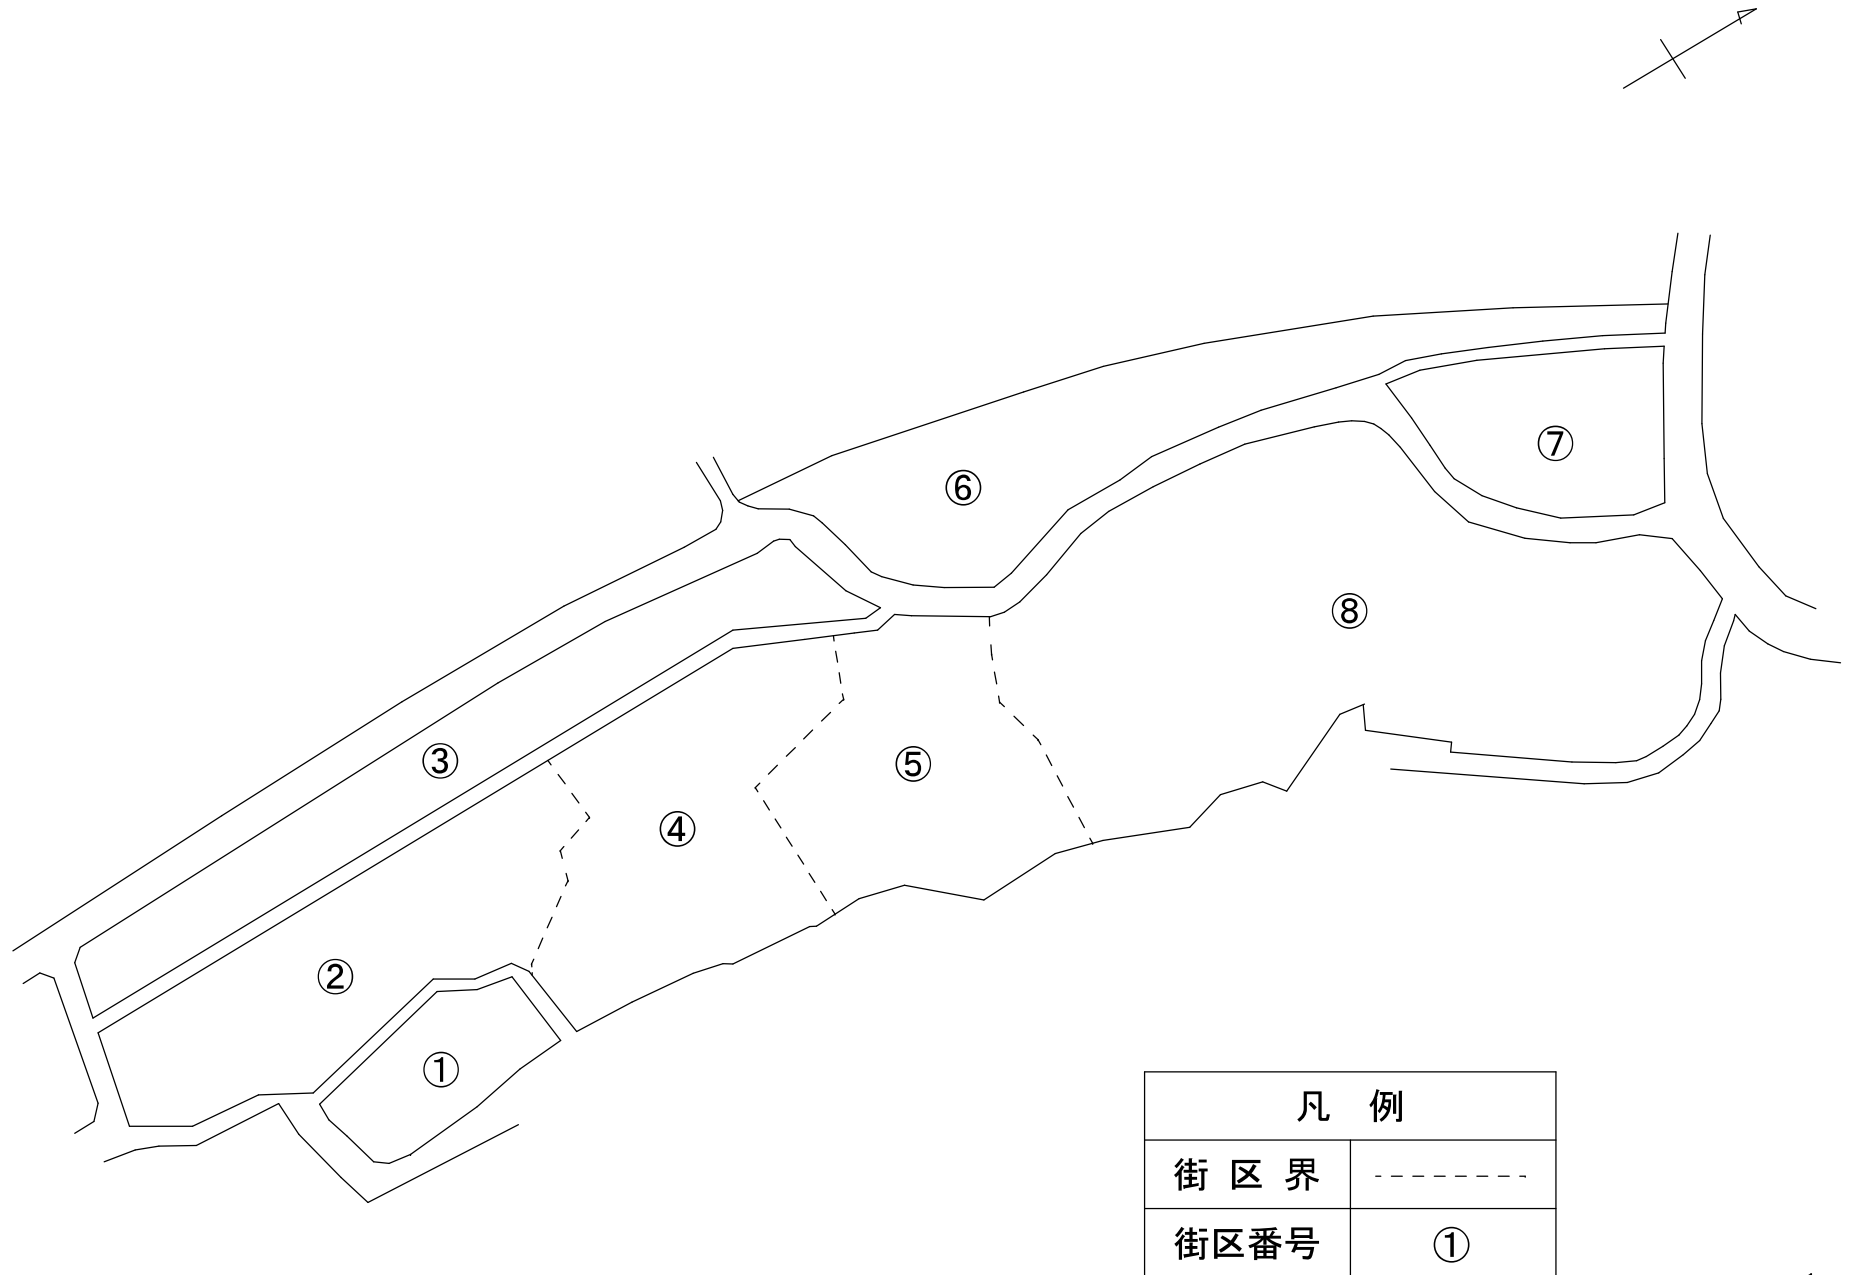 ⑦
⑥
⑧
③
⑤
④
②
①
凡 例
街 区 界
街区番号 ①